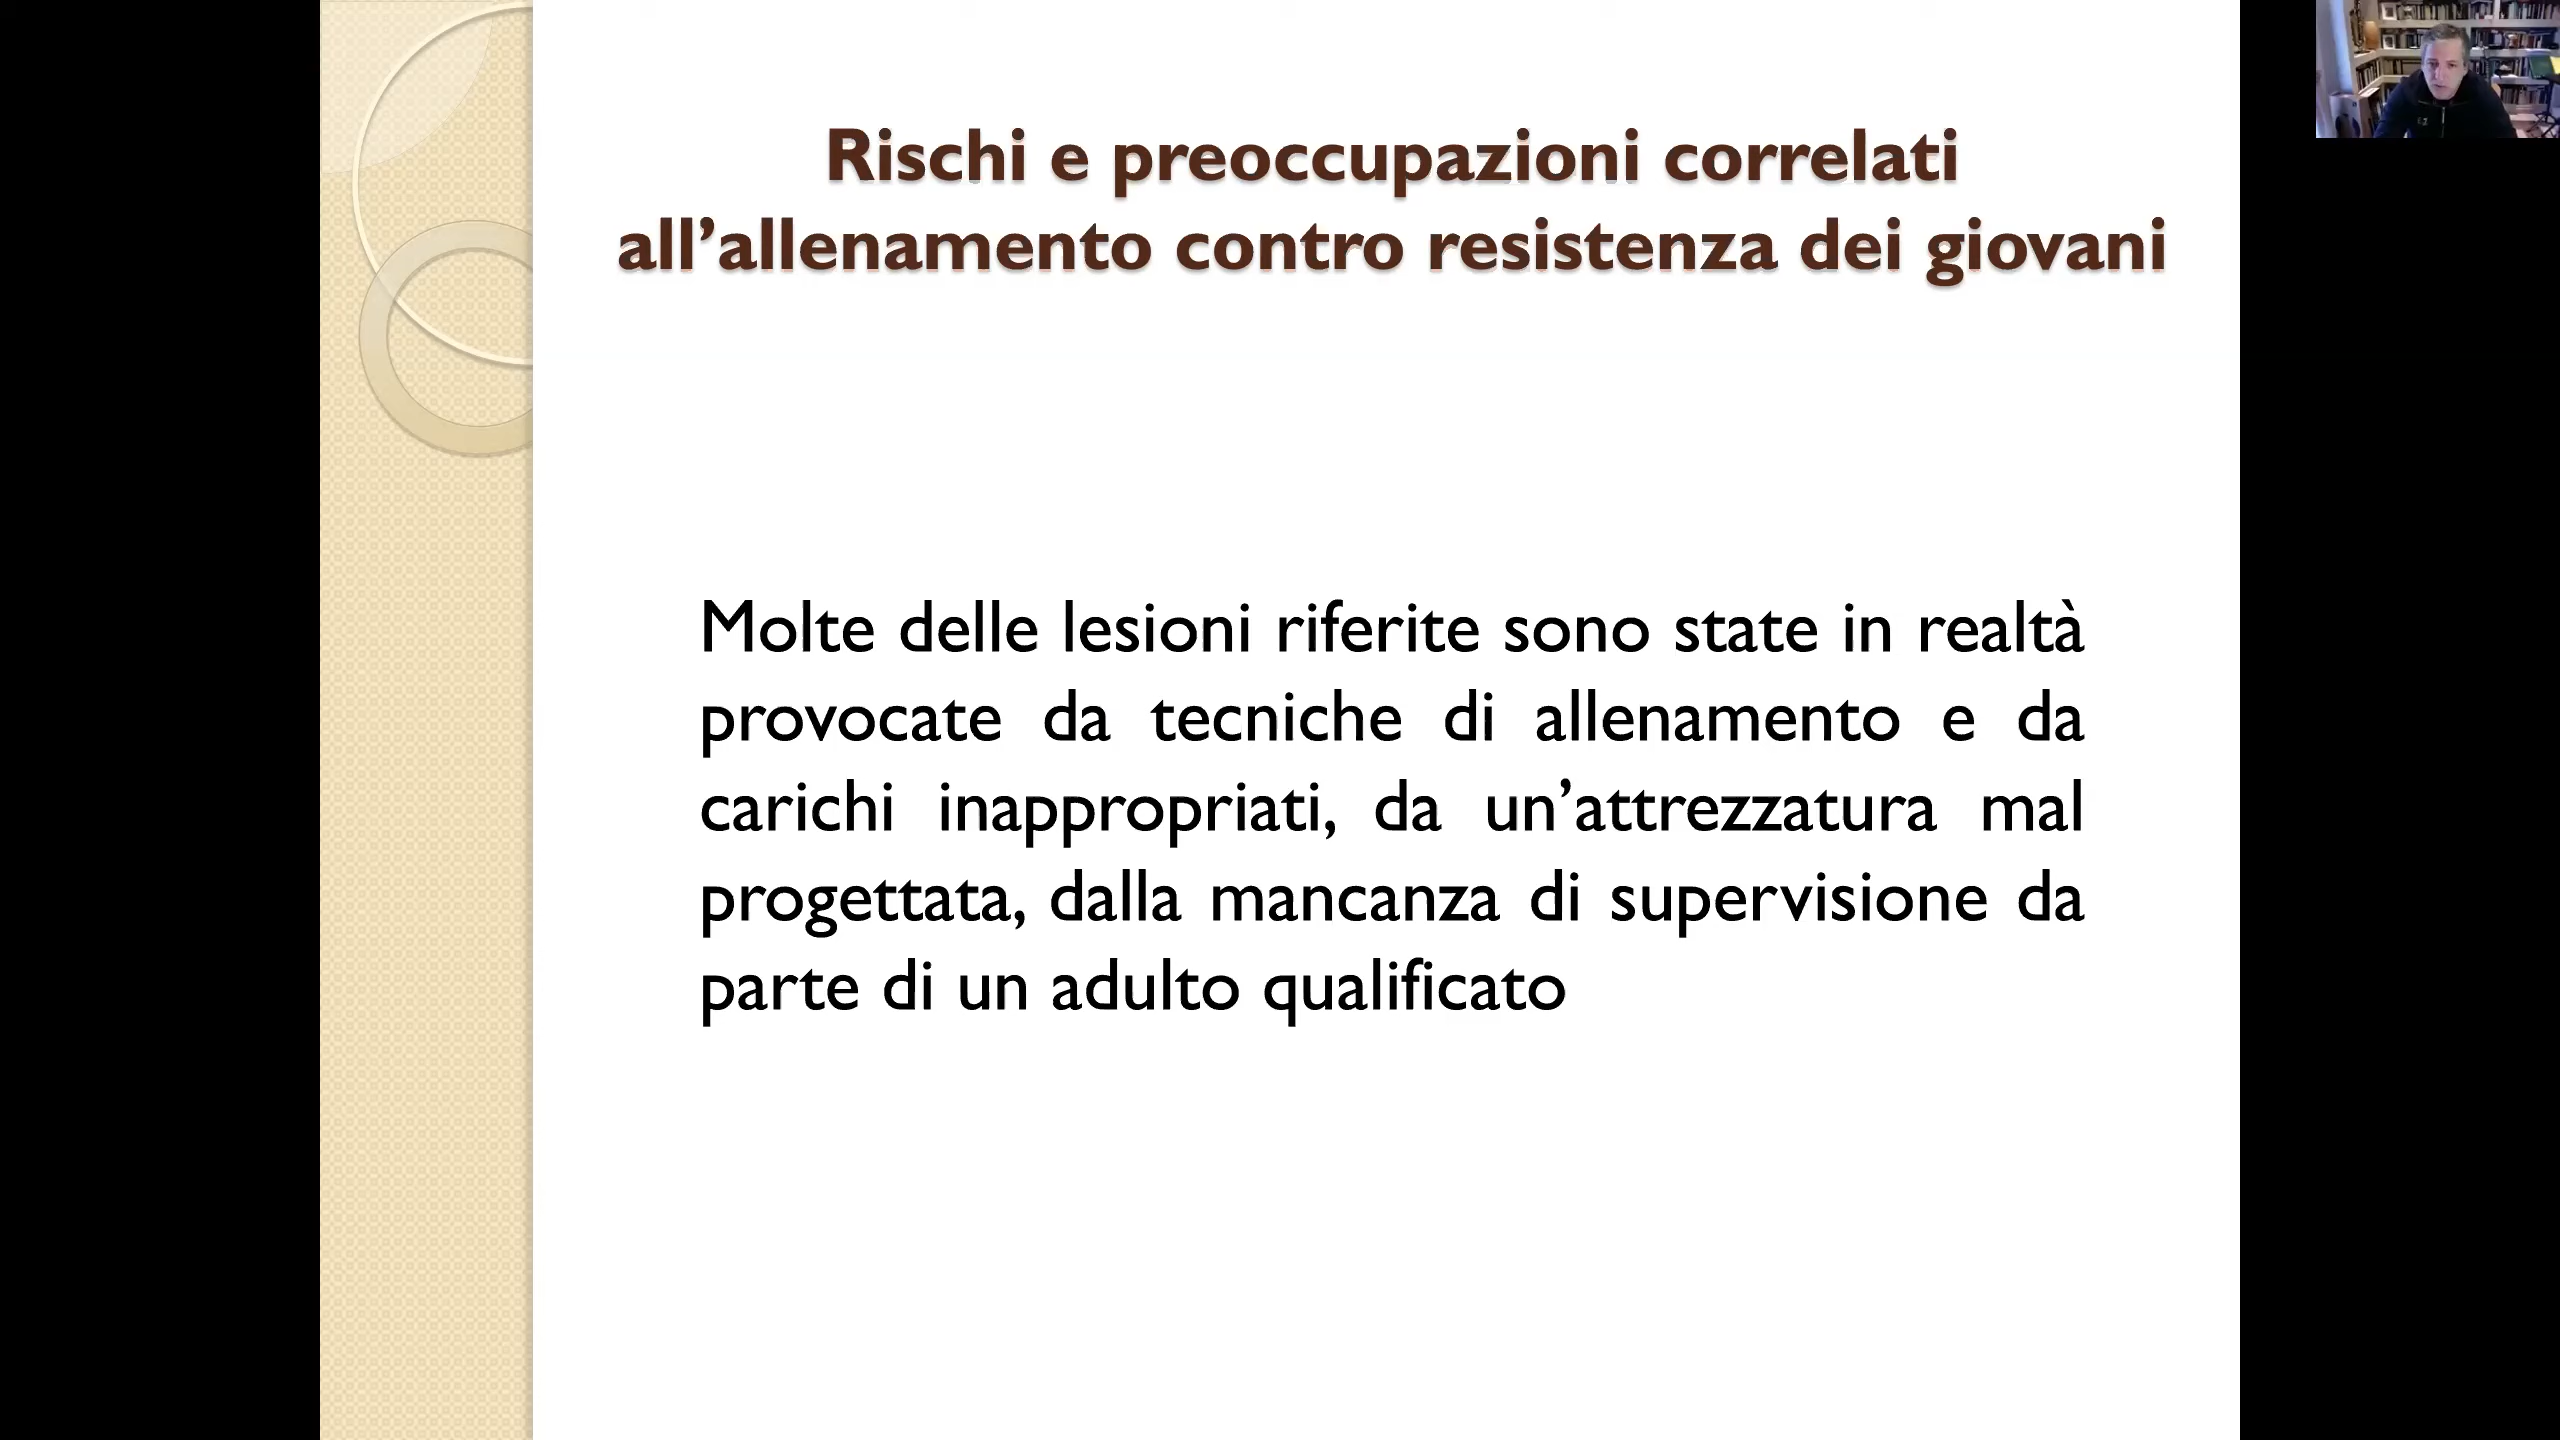 Rischi e preoccupazioni correlati
all’allenamento contro resistenza dei giovani
Molte delle lesioni riferite sono state in realtà
provocate da tecniche di allenamento e da
carichi inappropriati, da un’attrezzatura mal
progettata, dalla mancanza di supervisione da
parte di un adulto qualificato